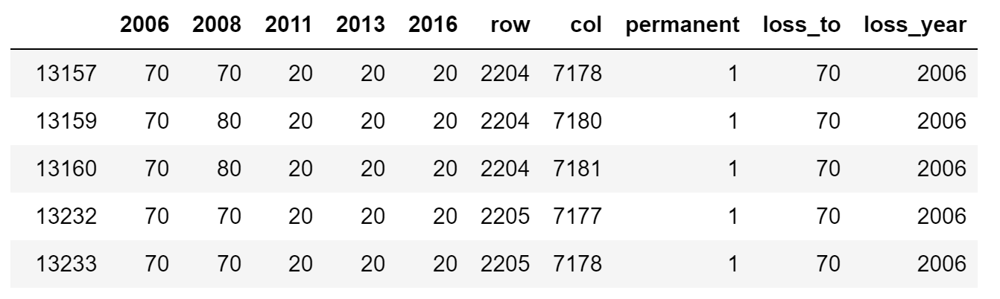 2006 2008 2011 2013 2016 row col permanent loss_to loss_year
13157 70 70 20 20 20 2204 7178 1 70 2006
13159 70 80 20 20 20 2204 7180 1 70 2006
13160 70 80 20 20 20 2204 7181 1 70 2006
13232 70 70 20 20 20 2205 7177 1 70 2006
13233 70 70 20 20 20 2205 7178 1 70 2006